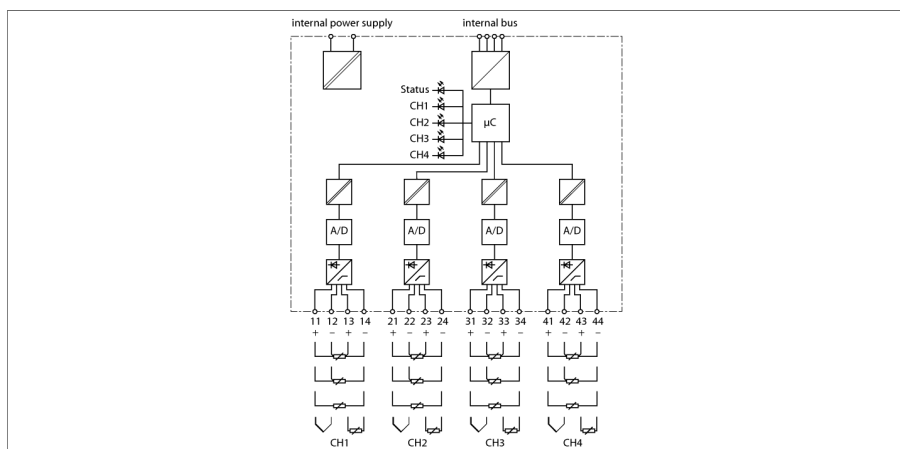 internal power supply internal bus
Status
CH1
CH2 µC
CH3
CH4
A/D A/D A/D A/D
11 12 13 14 21 22 23 24 31 32 33 34 41 42 43 44
+ – + – + – + – + – + – + – + –
CH1 CH2 CH3 CH4